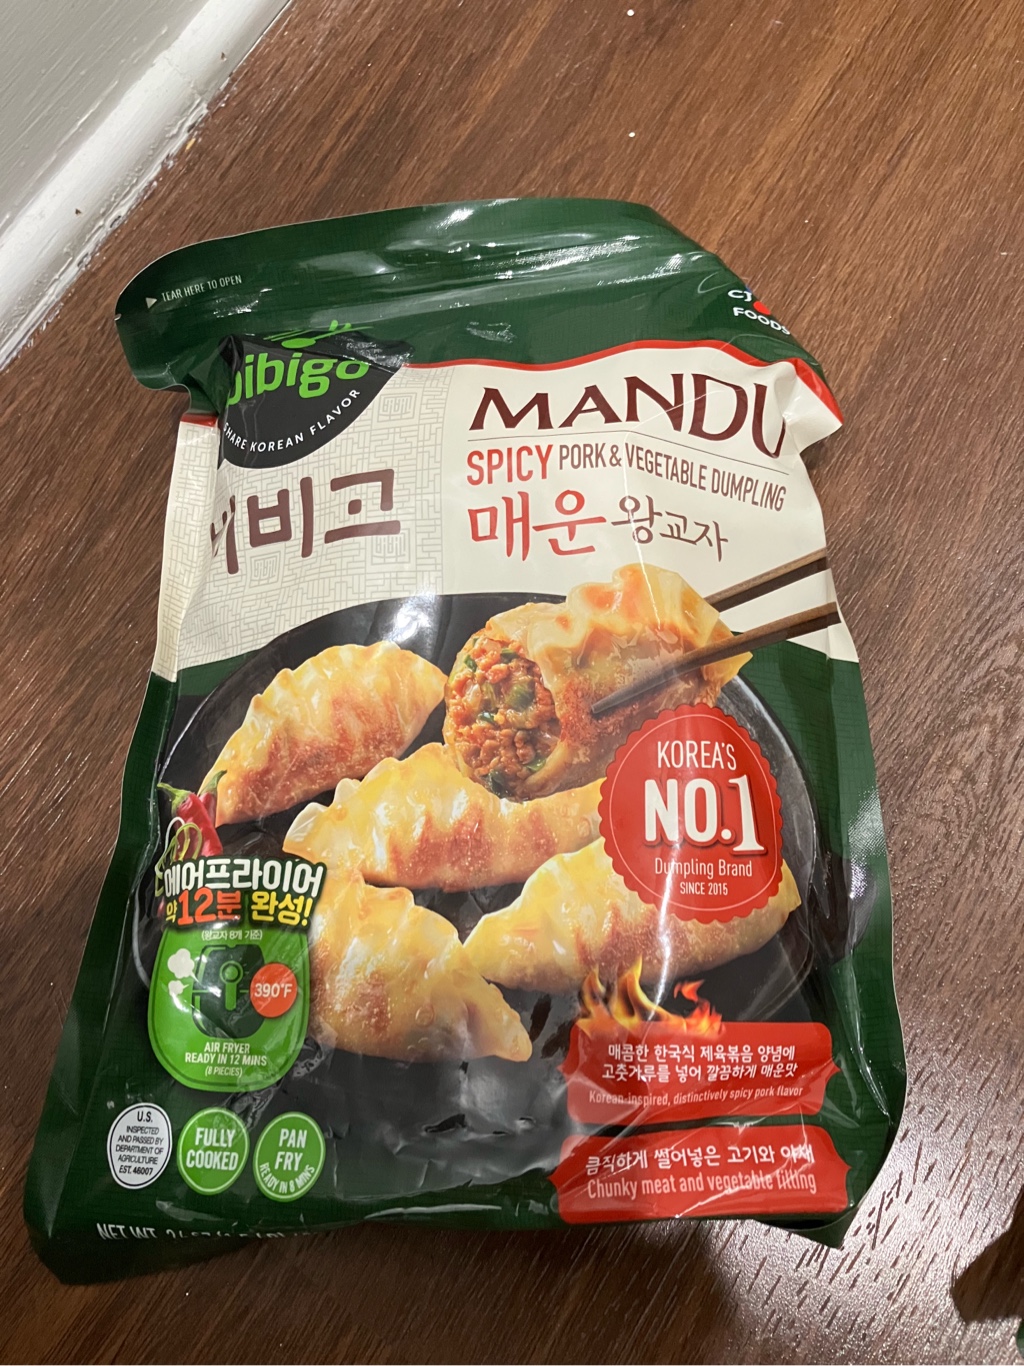 TEAR HERE TO OPEN
CJ
FOODS
bibigo
SHARE KOREAN FLAVOR
비비고
MANDU
SPICY PORK & VEGETABLE DUMPLING
매운 왕교자
KOREA'S
NO.1
Dumpling Brand
SINCE 2015
에어프라이어
약 12분 완성!
(왕교자 8개 기준)
390°F
AIR FRYER
READY IN 12 MINS
(8 PIECES)
매콤한 한국식 제육볶음 양념에
고춧가루를 넣어 깔끔하게 매운맛
Korean-inspired, distinctively spicy pork flavor
큼직하게 썰어넣은 고기와 야채
Chunky meat and vegetable filling
U.S.
INSPECTED
AND PASSED BY
DEPARTMENT OF
AGRICULTURE
EST. 46007
FULLY
COOKED
PAN
FRY
READY IN 8 MINS
NET WT.